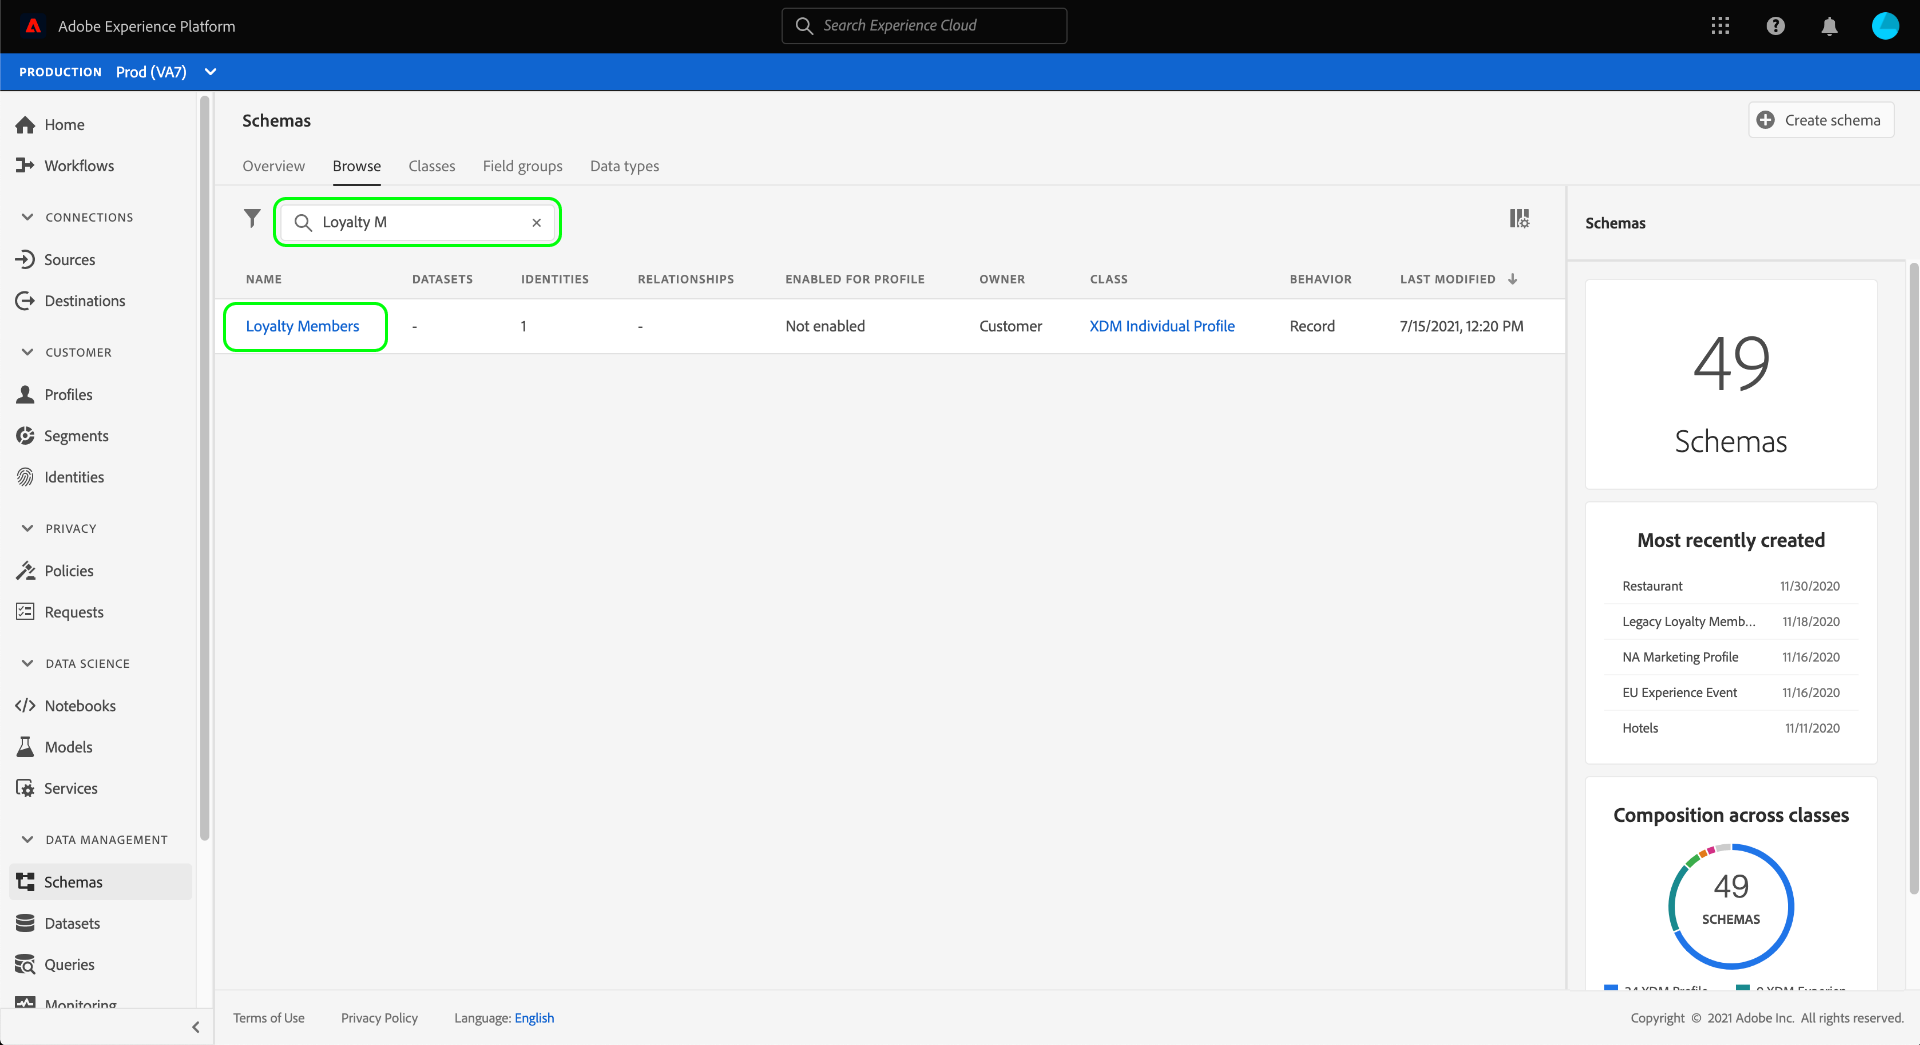 Adobe Experience Platform
Search Experience Cloud
PRODUCTION Prod (VA7)
Home
Workflows
CONNECTIONS
Sources
Destinations
CUSTOMER
Profiles
Segments
Identities
PRIVACY
Policies
Requests
DATA SCIENCE
Notebooks
Models
Services
DATA MANAGEMENT
Schemas
Datasets
Queries
Monitoring
Schemas
Create schema
Overview Browse Classes Field groups Data types
Loyalty M
NAME DATASETS IDENTITIES RELATIONSHIPS ENABLED FOR PROFILE OWNER CLASS BEHAVIOR LAST MODIFIED
Loyalty Members - 1 - Not enabled Customer XDM Individual Profile Record 7/15/2021, 12:20 PM
Schemas
49
Schemas
Most recently created
Restaurant 11/30/2020
Legacy Loyalty Memb... 11/18/2020
NA Marketing Profile 11/16/2020
EU Experience Event 11/16/2020
Hotels 11/11/2020
Composition across classes
49
SCHEMAS
Terms of Use Privacy Policy Language: English
Copyright © 2021 Adobe Inc. All rights reserved.